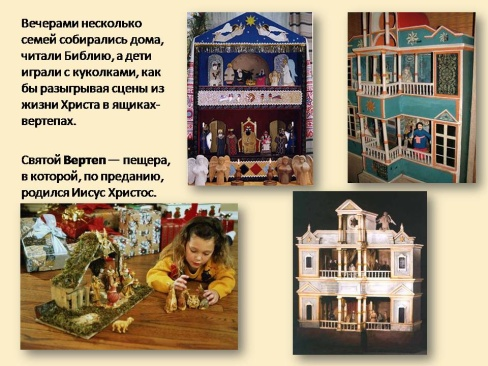 Вечерами несколько
семей собирались дома,
читали Библию, а дети
играли с куколками, как
бы разыгрывая сцены из
жизни Христа в ящиках-
вертепах.
Святой Вертеп — пещера,
в которой, по преданию,
родился Иисус Христос.